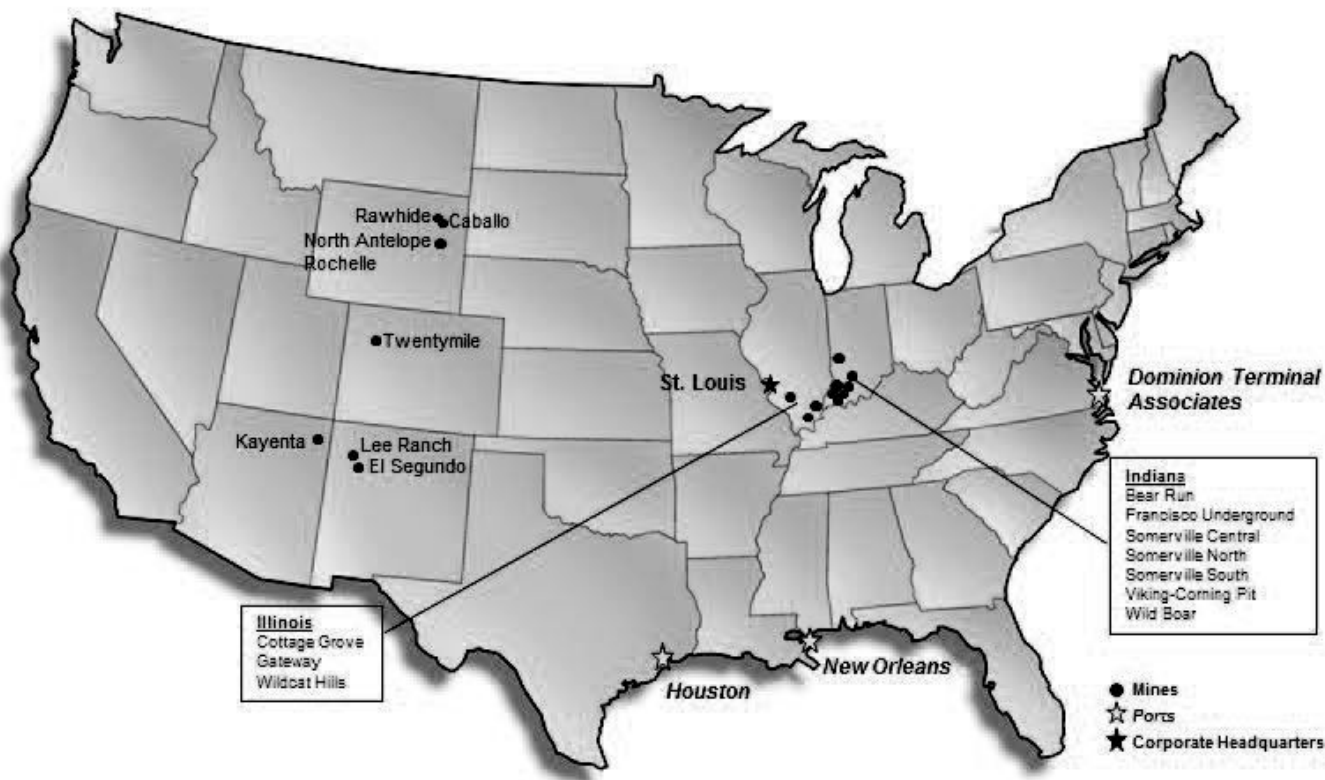 Rawhide
Caballo
North Antelope
Rochelle
Twentymile
St. Louis
Dominion Terminal
Associates
Kayenta
Lee Ranch
El Segundo
Indiana
Bear Run
Francisco Underground
Somerville Central
Somerville North
Somerville South
Viking-Corning Pit
Wild Boar
Illinois
Cottage Grove
Gateway
Wildcat Hills
New Orleans
Houston
Mines
Ports
Corporate Headquarters